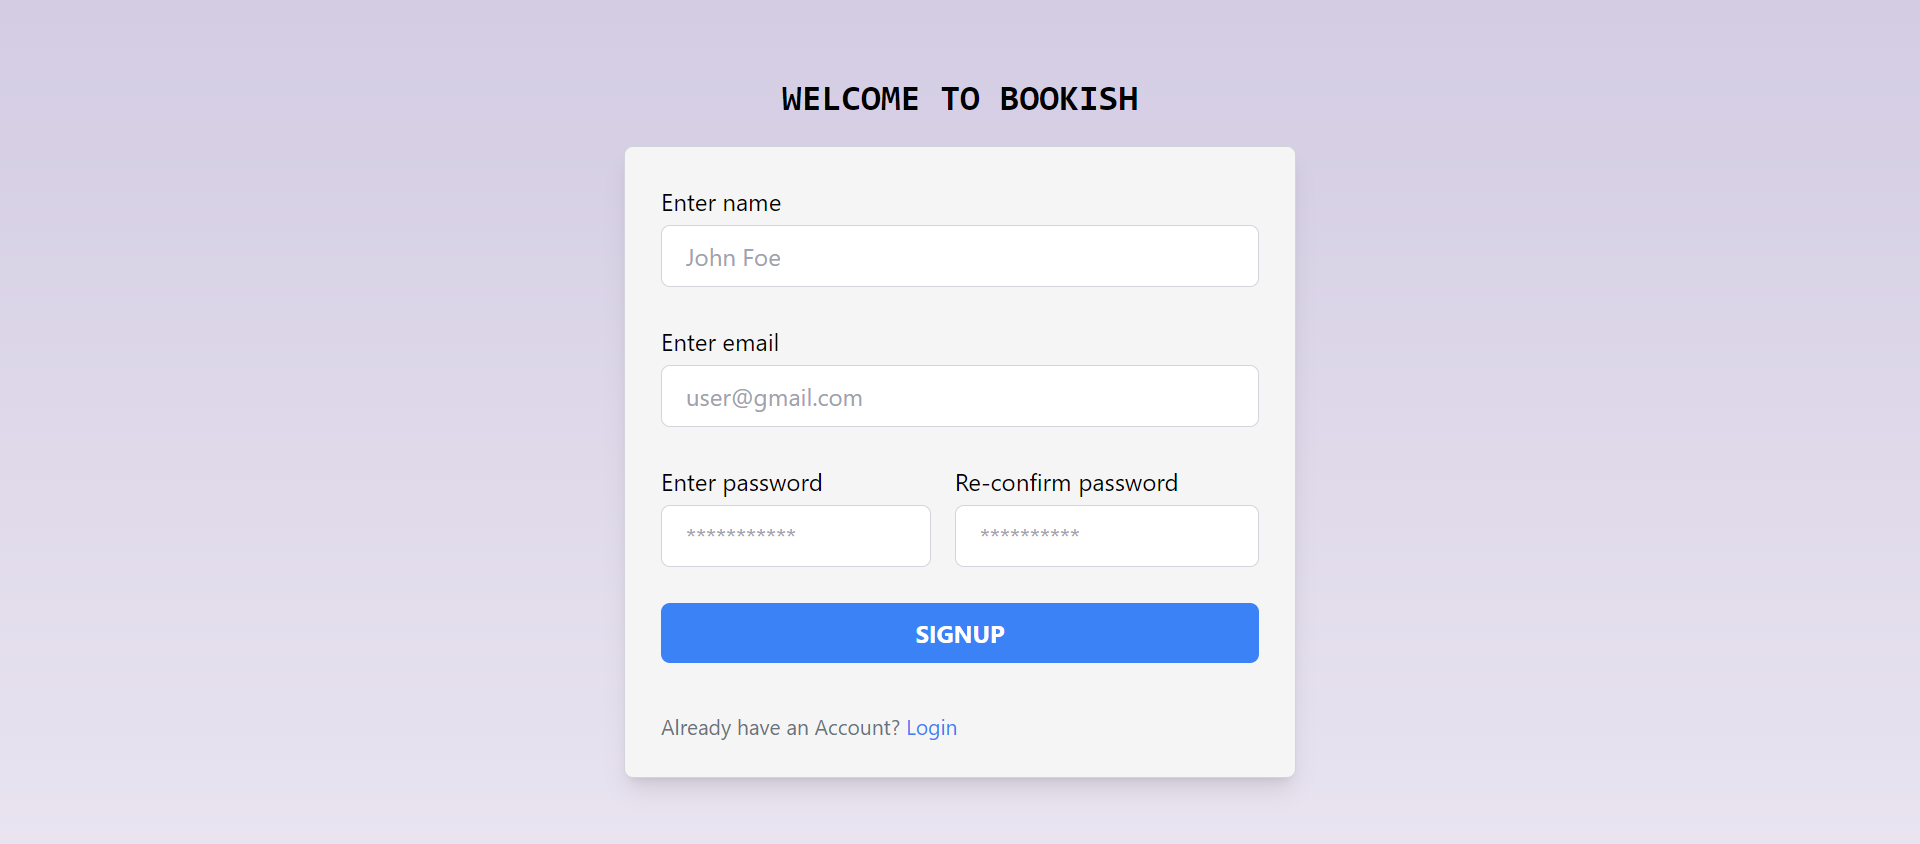 WELCOME TO BOOKISH
Enter name
John Foe
Enter email
user@gmail.com
Enter password
Re-confirm password
***********
**********
SIGNUP
Already have an Account? Login